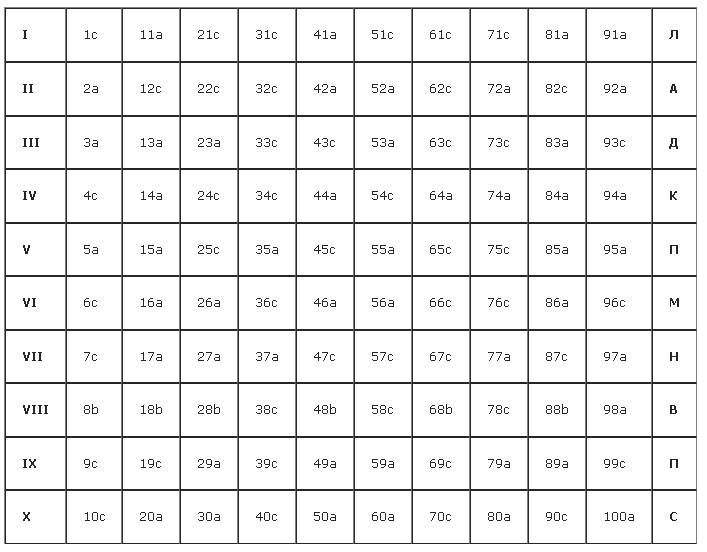 I 1c 11a 21c 31c 41a 51c 61c 71c 81a 91a Л
II 2a 12c 22c 32c 42a 52a 62c 72a 82c 92a А
III 3a 13a 23a 33c 43c 53a 63c 73c 83a 93c Д
IV 4c 14a 24c 34c 44a 54c 64a 74a 84a 94a К
V 5a 15a 25c 35a 45c 55a 65c 75c 85a 95a П
VI 6c 16a 26a 36c 46a 56a 66c 76c 86a 96c М
VII 7c 17a 27a 37a 47c 57c 67c 77a 87c 97a Н
VIII 8b 18b 28b 38c 48b 58c 68b 78c 88b 98a В
IX 9c 19c 29a 39c 49a 59a 69c 79a 89a 99c П
X 10c 20a 30a 40c 50a 60a 70c 80a 90c 100a С